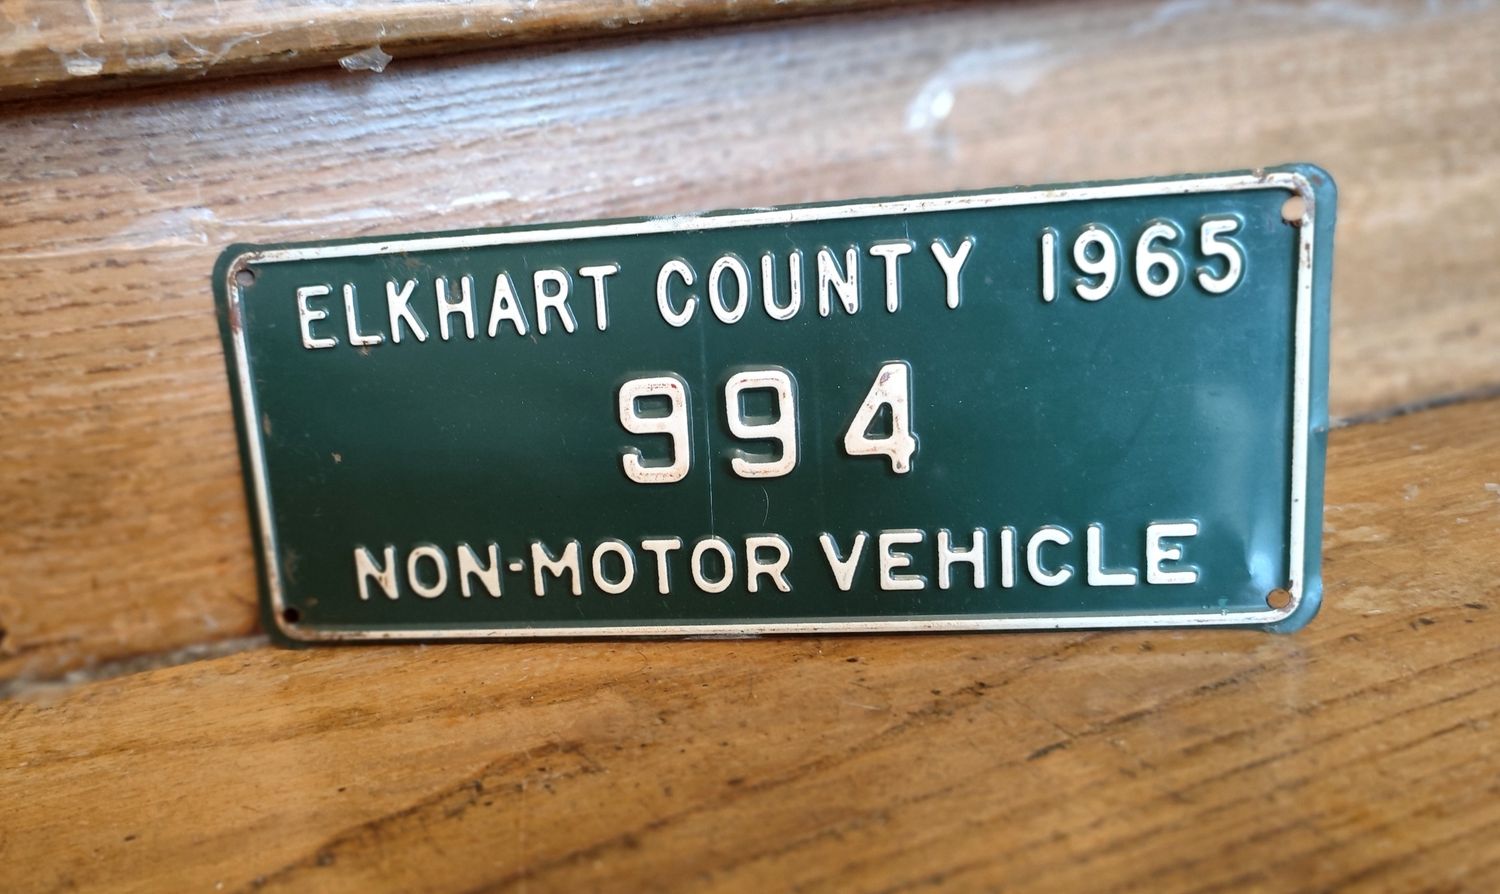 ELKHART COUNTY 1965
994
NON-MOTOR VEHICLE